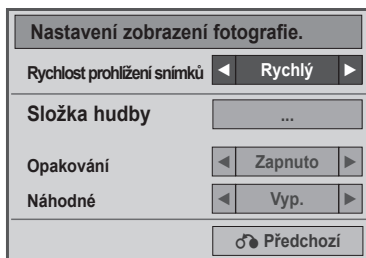 Nastavení zobrazení fotografie.
Rychlost prohlížení snímků ◀ Rychlý ▶
Složka hudby ...
Opakování ◀ Zapnuto ▶
Náhodné ◀ Vyp. ▶
Předchozí